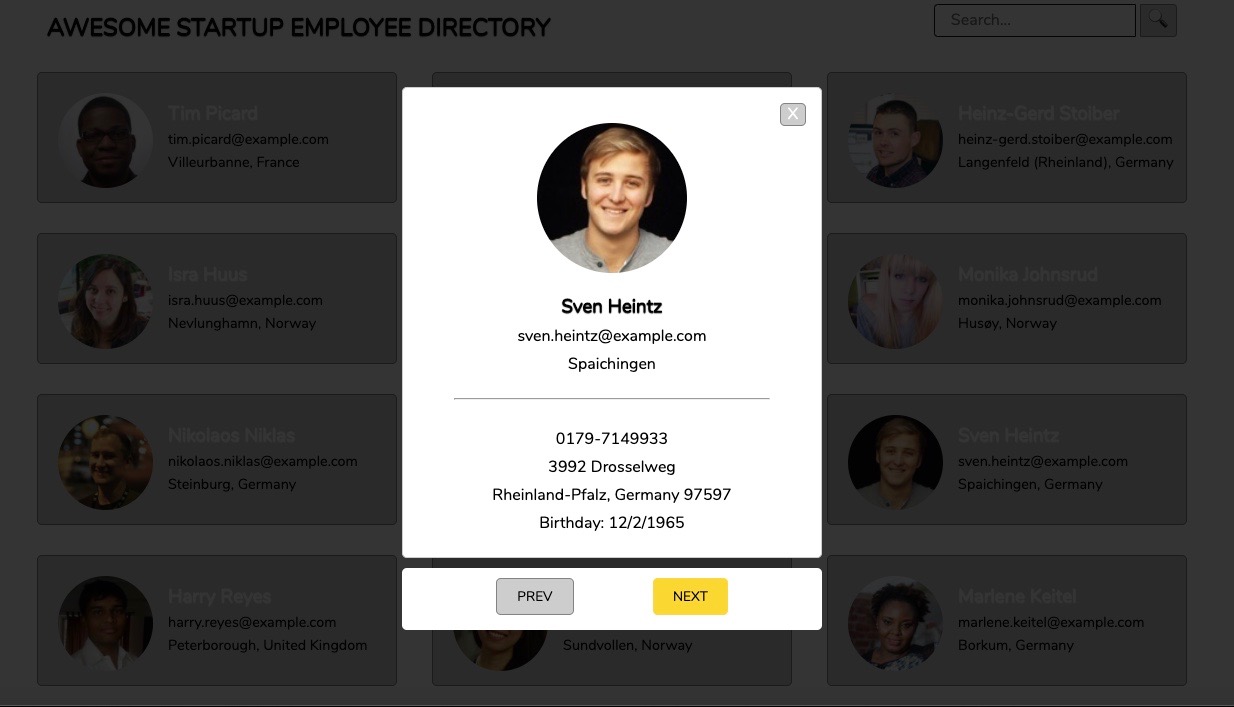 AWESOME STARTUP EMPLOYEE DIRECTORY
Search...
Tim Picard
tim.picard@example.com
Villeurbanne, France
Heinz-Gerd Stoiber
heinz-gerd.stoiber@example.com
Langenfeld (Rheinland), Germany
Isra Huus
isra.huus@example.com
Nevlunghamn, Norway
Monika Johnsrud
monika.johnsrud@example.com
Husøy, Norway
Nikolaos Niklas
nikolaos.niklas@example.com
Steinburg, Germany
Sven Heintz
sven.heintz@example.com
Spaichingen, Germany
Harry Reyes
harry.reyes@example.com
Peterborough, United Kingdom
Sundvollen, Norway
Marlene Keitel
marlene.keitel@example.com
Borkum, Germany
X
Sven Heintz
sven.heintz@example.com
Spaichingen
0179-7149933
3992 Drosselweg
Rheinland-Pfalz, Germany 97597
Birthday: 12/2/1965
PREV
NEXT